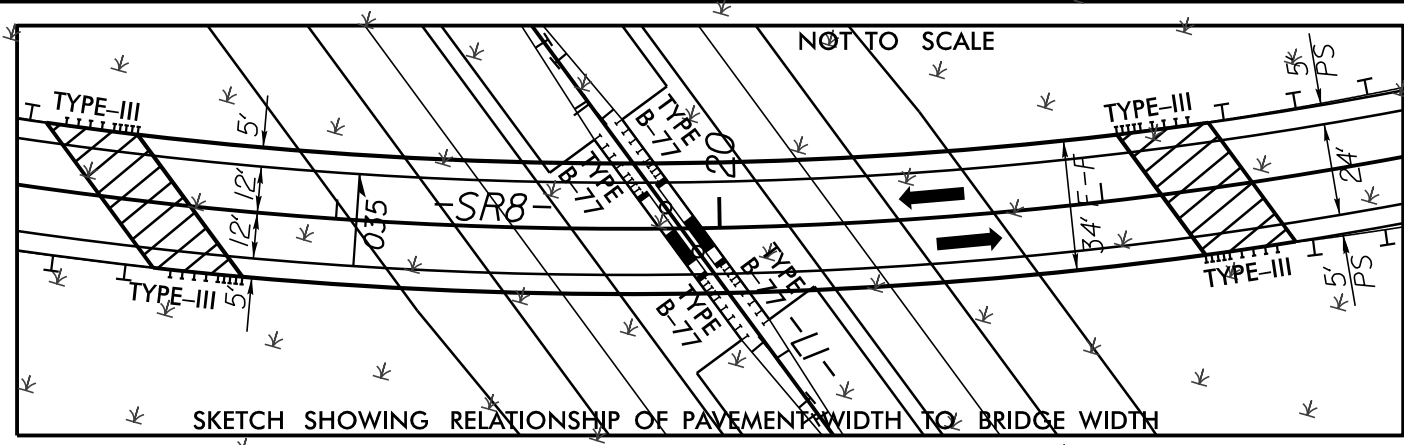 NOT TO SCALE
5'
PS
TYPE-III
5'
TYPE-III
TYPE
B-77
20
TYPE
B-77
12'
12'
035
-SR8-
34' F-F
24'
TYPE
B-77
TYPE
B-77
-L1-
TYPE-III
5'
TYPE-III
5'
PS
SKETCH SHOWING RELATIONSHIP OF PAVEMENT WIDTH TO BRIDGE WIDTH